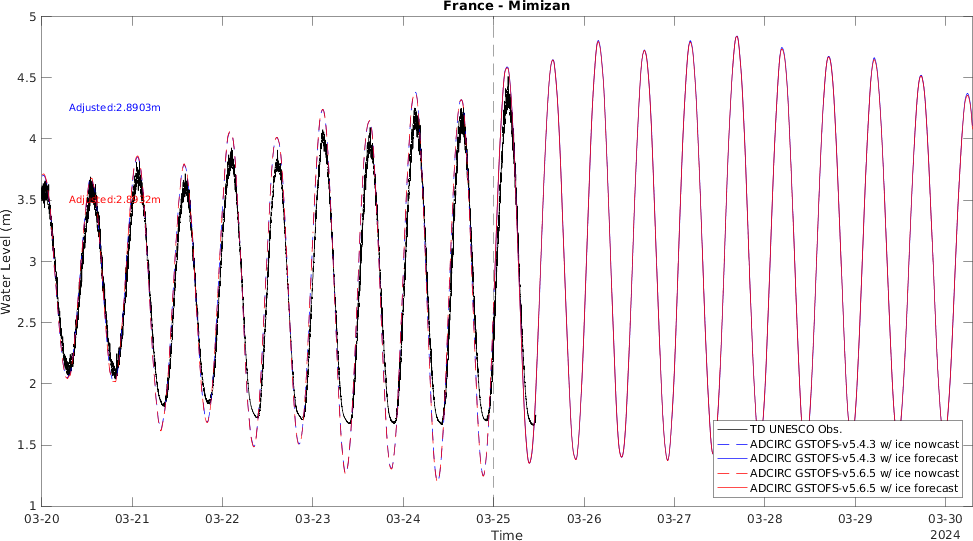 France - Mimizan
5
4.5
4
3.5
3
2.5
2
1.5
1
Water Level (m)
Adjusted:2.8903m
Adjusted:2.8912m
TD UNESCO Obs.
ADCIRC GSTOFS-v5.4.3 w/ ice nowcast
ADCIRC GSTOFS-v5.4.3 w/ ice forecast
ADCIRC GSTOFS-v5.6.5 w/ ice nowcast
ADCIRC GSTOFS-v5.6.5 w/ ice forecast
03-20 03-21 03-22 03-23 03-24 03-25 03-26 03-27 03-28 03-29 03-30
Time
2024